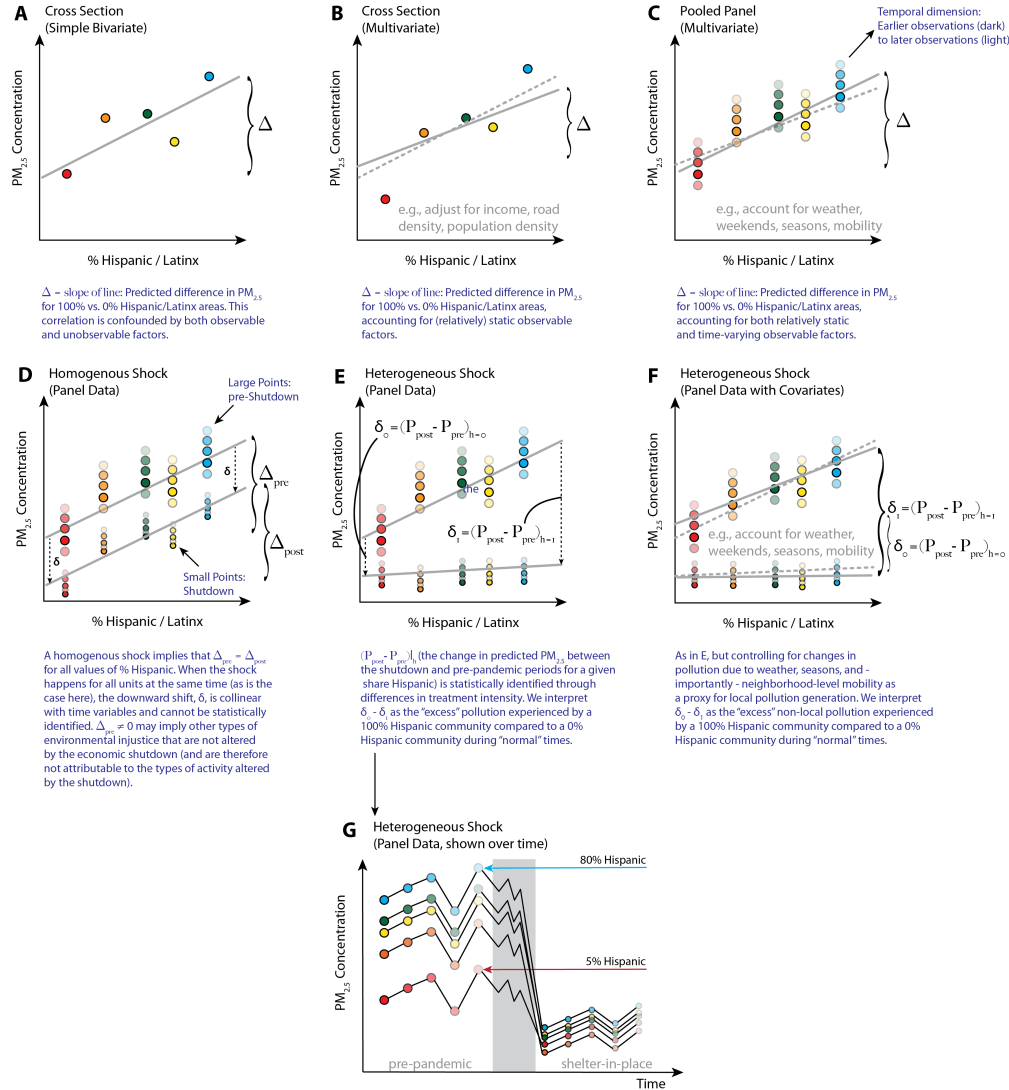 A
Cross Section
(Simple Bivariate)
PM2.5 Concentration
Δ
% Hispanic / Latinx
Δ – slope of line: Predicted difference in PM2.5
for 100% vs. 0% Hispanic/Latinx areas. This
correlation is confounded by both observable
and unobservable factors.
B
Cross Section
(Multivariate)
PM2.5 Concentration
Δ
e.g., adjust for income, road
density, population density
% Hispanic / Latinx
Δ – slope of line: Predicted difference in PM2.5
for 100% vs. 0% Hispanic/Latinx areas,
accounting for (relatively) static observable
factors.
C
Pooled Panel
(Multivariate)
Temporal dimension:
Earlier observations (dark)
to later observations (light)
PM2.5 Concentration
Δ
e.g., account for weather,
weekends, seasons, mobility
% Hispanic / Latinx
Δ – slope of line: Predicted difference in PM2.5
for 100% vs. 0% Hispanic/Latinx areas,
accounting for both relatively static
and time-varying observable factors.
D
Homogenous Shock
(Panel Data)
Large Points:
pre-Shutdown
PM2.5 Concentration
δ
Δpre
Δpost
δ
Small Points:
Shutdown
% Hispanic / Latinx
A homogenous shock implies that Δpre = Δpost
for all values of % Hispanic. When the shock
happens for all units at the same time (as is the
case here), the downward shift, δ, is collinear
with time variables and cannot be statistically
identified. Δpre ≠ 0 may imply other types of
environmental injustice that are not altered
by the economic shutdown (and are therefore
not attributable to the types of activity altered
by the shutdown).
E
Heterogeneous Shock
(Panel Data)
PM2.5 Concentration
δ0 = (Ppost - Ppre)h=0
the
δ1 = (Ppost - Ppre)h=1
% Hispanic / Latinx
(Ppost - Ppre)|h (the change in predicted PM2.5 between
the shutdown and pre-pandemic periods for a given
share Hispanic) is statistically identified through
differences in treatment intensity. We interpret
δ0 - δ1 as the “excess” pollution experienced by a
100% Hispanic community compared to a 0%
Hispanic community during “normal” times.
F
Heterogeneous Shock
(Panel Data with Covariates)
PM2.5 Concentration
e.g., account for weather,
weekends, seasons, mobility
δ1 = (Ppost - Ppre)h=1
δ0 = (Ppost - Ppre)h=0
% Hispanic / Latinx
As in E, but controlling for changes in
pollution due to weather, seasons, and -
importantly - neighborhood-level mobility as
a proxy for local pollution generation. We interpret
δ0 - δ1 as the “excess” non-local pollution experienced
by a 100% Hispanic community compared to a 0%
Hispanic community during “normal” times.
G
Heterogeneous Shock
(Panel Data, shown over time)
PM2.5 Concentration
80% Hispanic
5% Hispanic
pre-pandemic
shelter-in-place
Time